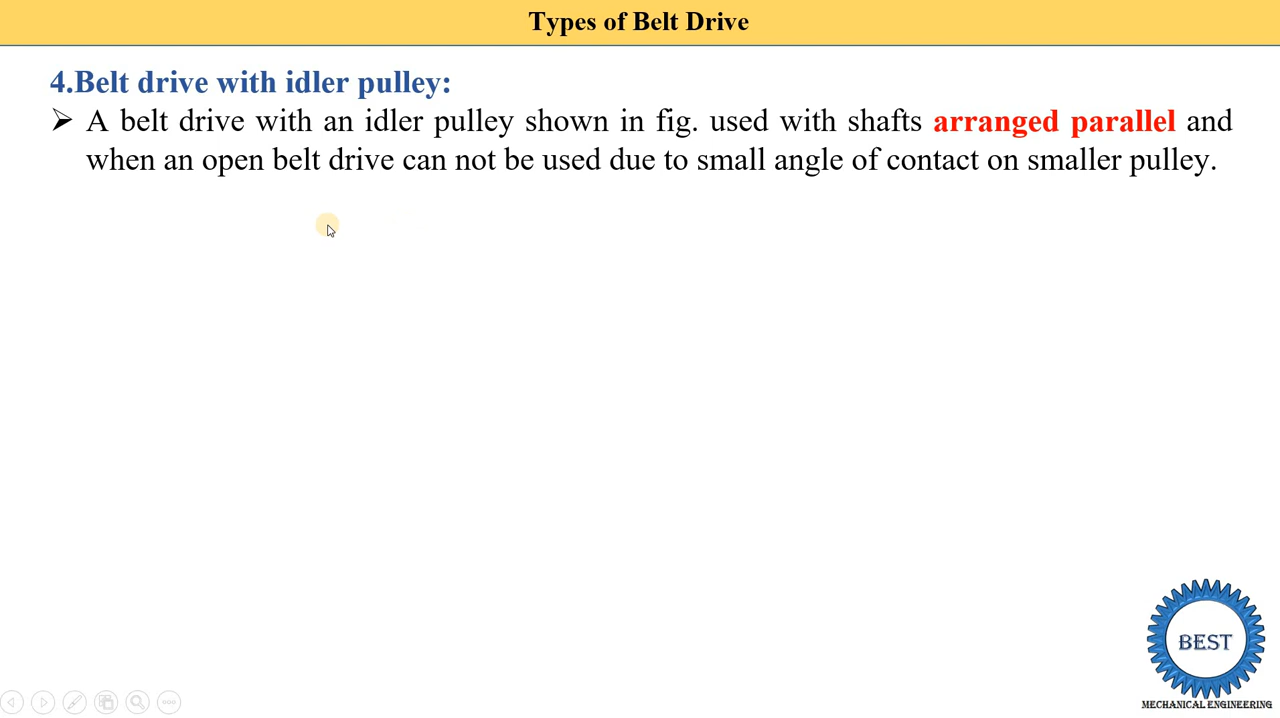 Types of Belt Drive
4.Belt drive with idler pulley:
A belt drive with an idler pulley shown in fig. used with shafts arranged parallel and
when an open belt drive can not be used due to small angle of contact on smaller pulley.
BEST
MECHANICAL ENGINEERING